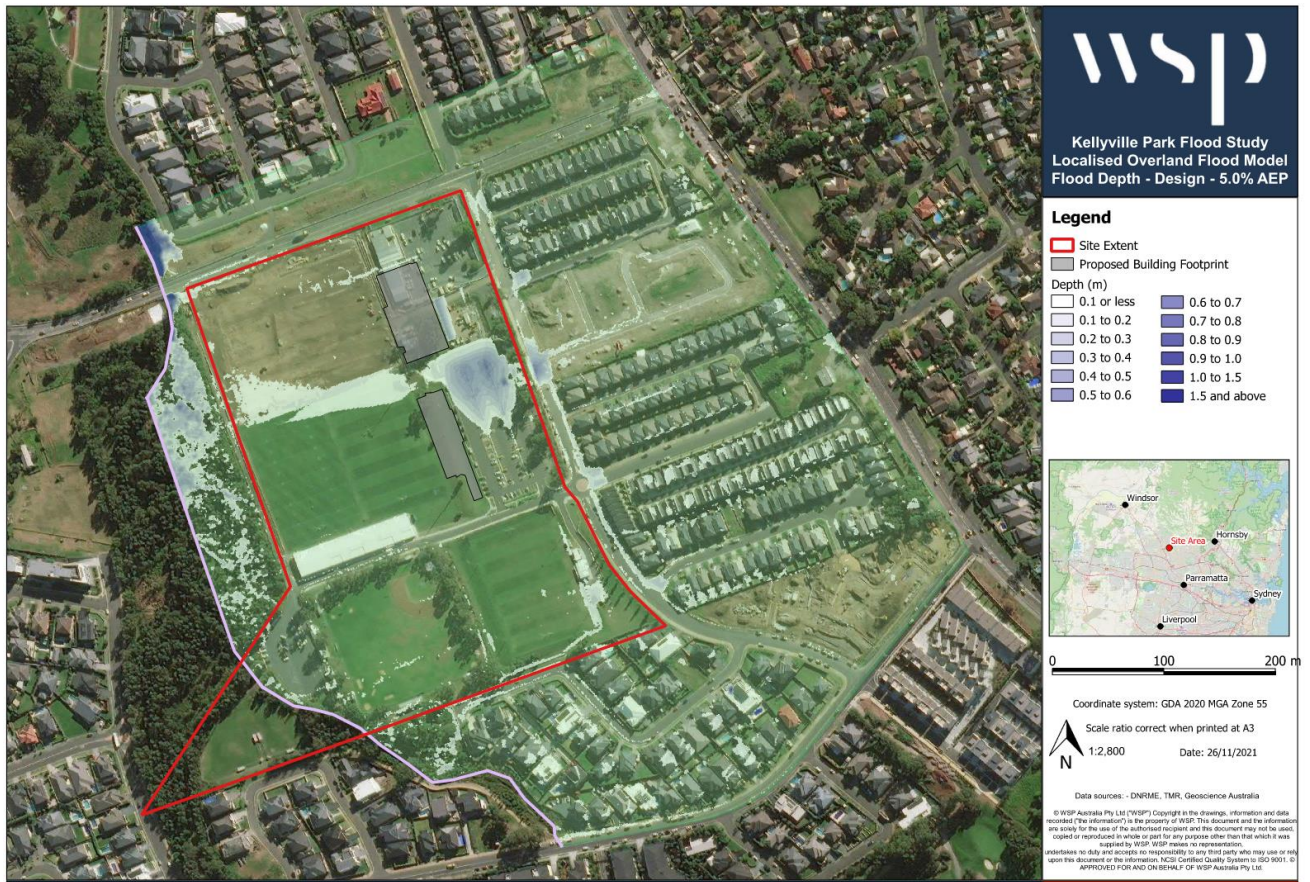 wsp
Kellyville Park Flood Study
Localised Overland Flood Model
Flood Depth - Design - 5.0% AEP
Legend
Site Extent
Proposed Building Footprint
Depth (m)
0.1 or less
0.1 to 0.2
0.2 to 0.3
0.3 to 0.4
0.4 to 0.5
0.5 to 0.6
0.6 to 0.7
0.7 to 0.8
0.8 to 0.9
0.9 to 1.0
1.0 to 1.5
1.5 and above
Windsor
Site Area
Hornsby
Parramatta
Sydney
Liverpool
0 100 200 m
Coordinate system: GDA 2020 MGA Zone 55
Scale ratio correct when printed at A3
N
1:2,800
Date: 26/11/2021
Data sources: - DNRME, TMR, Geoscience Australia
© WSP Australia Pty Ltd ("WSP") Copyright in the drawings, information and data
recorded ("the information") is the property of WSP. This document and the information
are solely for the use of the authorised recipient and this document may not be used,
copied or reproduced in whole or part for any purpose other than that which it was
supplied by WSP. WSP makes no representation,
undertakes no duty and accepts no responsibility to any third party who may use or rely
upon this document or the information. NCSI Certified Quality System to ISO 9001. ©
APPROVED FOR AND ON BEHALF OF WSP Australia Pty Ltd.